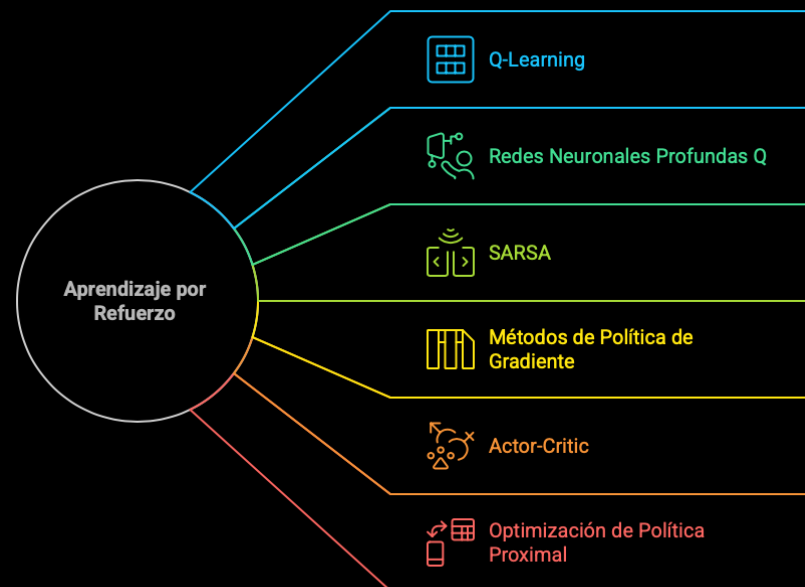 Aprendizaje por
Refuerzo
Q-Learning
Redes Neuronales Profundas Q
SARSA
Métodos de Política de
Gradiente
Actor-Critic
Optimización de Política
Proximal